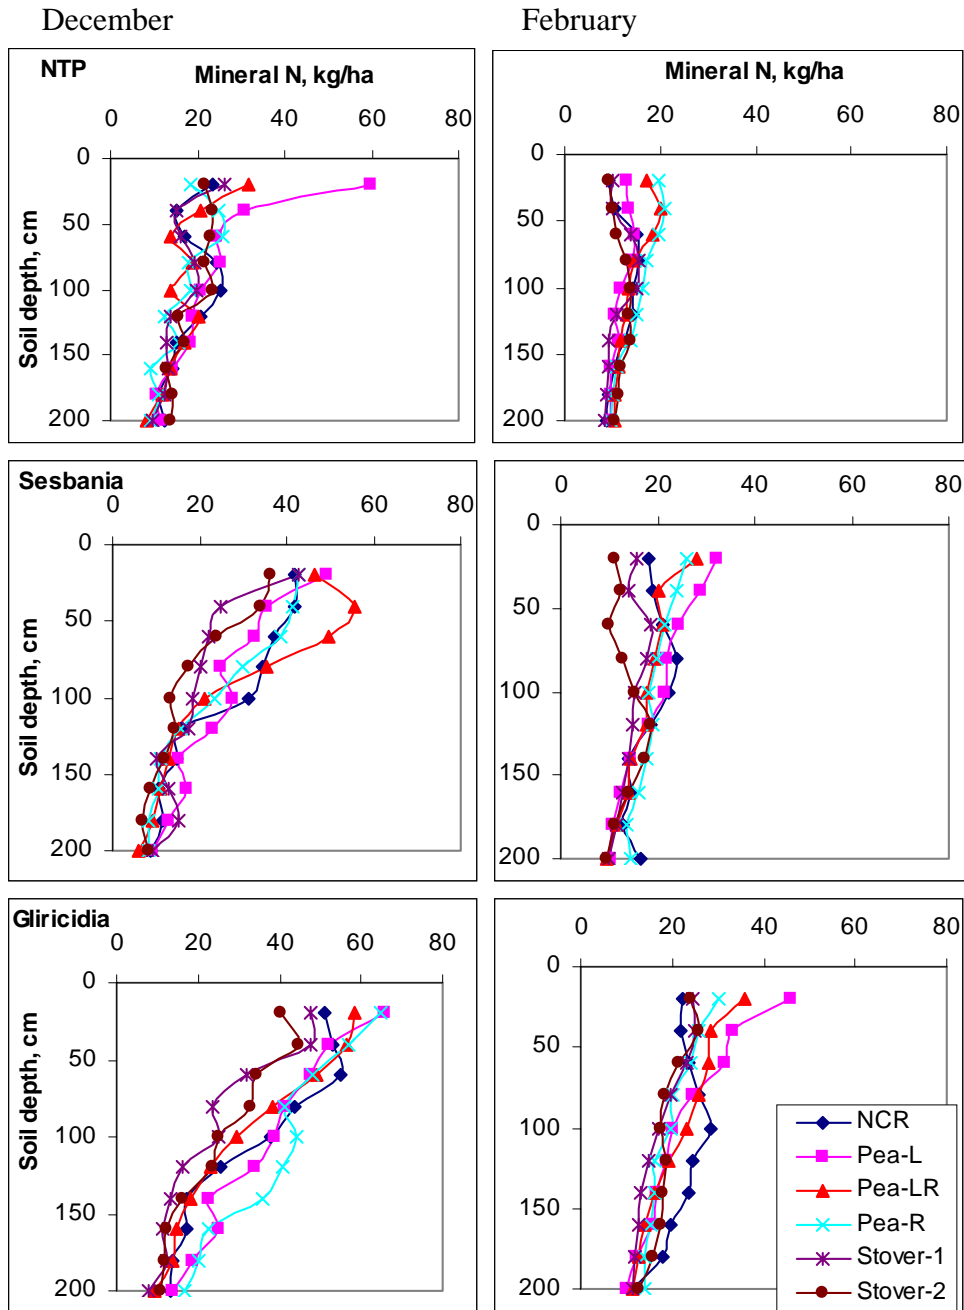 December February
NTP Mineral N, kg/ha
0 20 40 60 80
0
50
100
150
200
Soil depth, cm
Mineral N, kg/ha
0 20 40 60 80
0
50
100
150
200
Sesbania
0 20 40 60 80
0
50
100
150
200
Soil depth, cm
0 20 40 60 80
0
50
100
150
200
Gliricidia
0 20 40 60 80
0
50
100
150
200
Soil depth, cm
0 20 40 60 80
0
50
100
150
200
NCR
Pea-L
Pea-LR
Pea-R
Stover-1
Stover-2